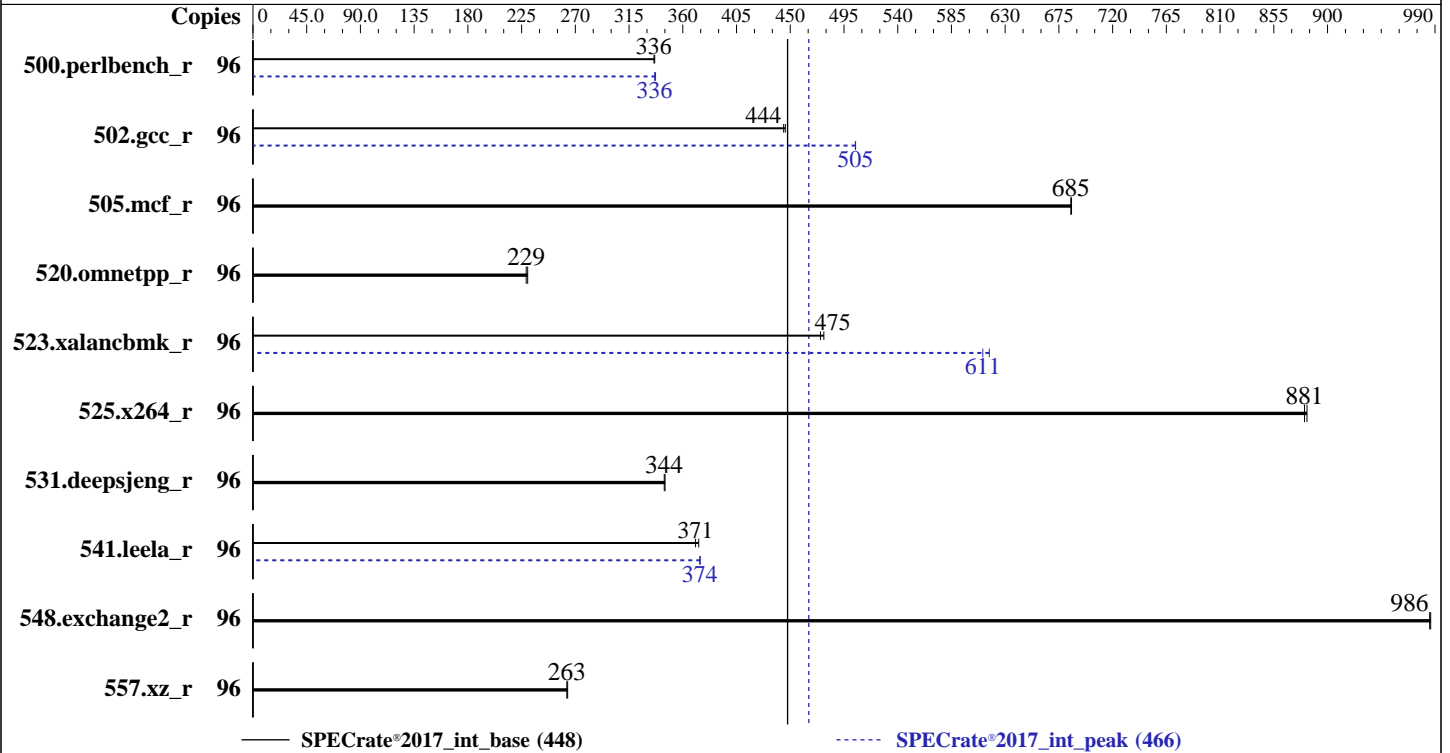 Copies 0 45.0 90.0 135 180 225 270 315 360 405 450 495 540 585 630 675 720 765 810 855 900 990
336
500.perlbench_r 96
336
444
502.gcc_r 96
505
685
505.mcf_r 96
229
520.omnetpp_r 96
475
523.xalancbmk_r 96
611
881
525.x264_r 96
344
531.deepsjeng_r 96
371
541.leela_r 96
374
986
548.exchange2_r 96
263
557.xz_r 96
SPECrate®2017_int_base (448) SPECrate®2017_int_peak (466)